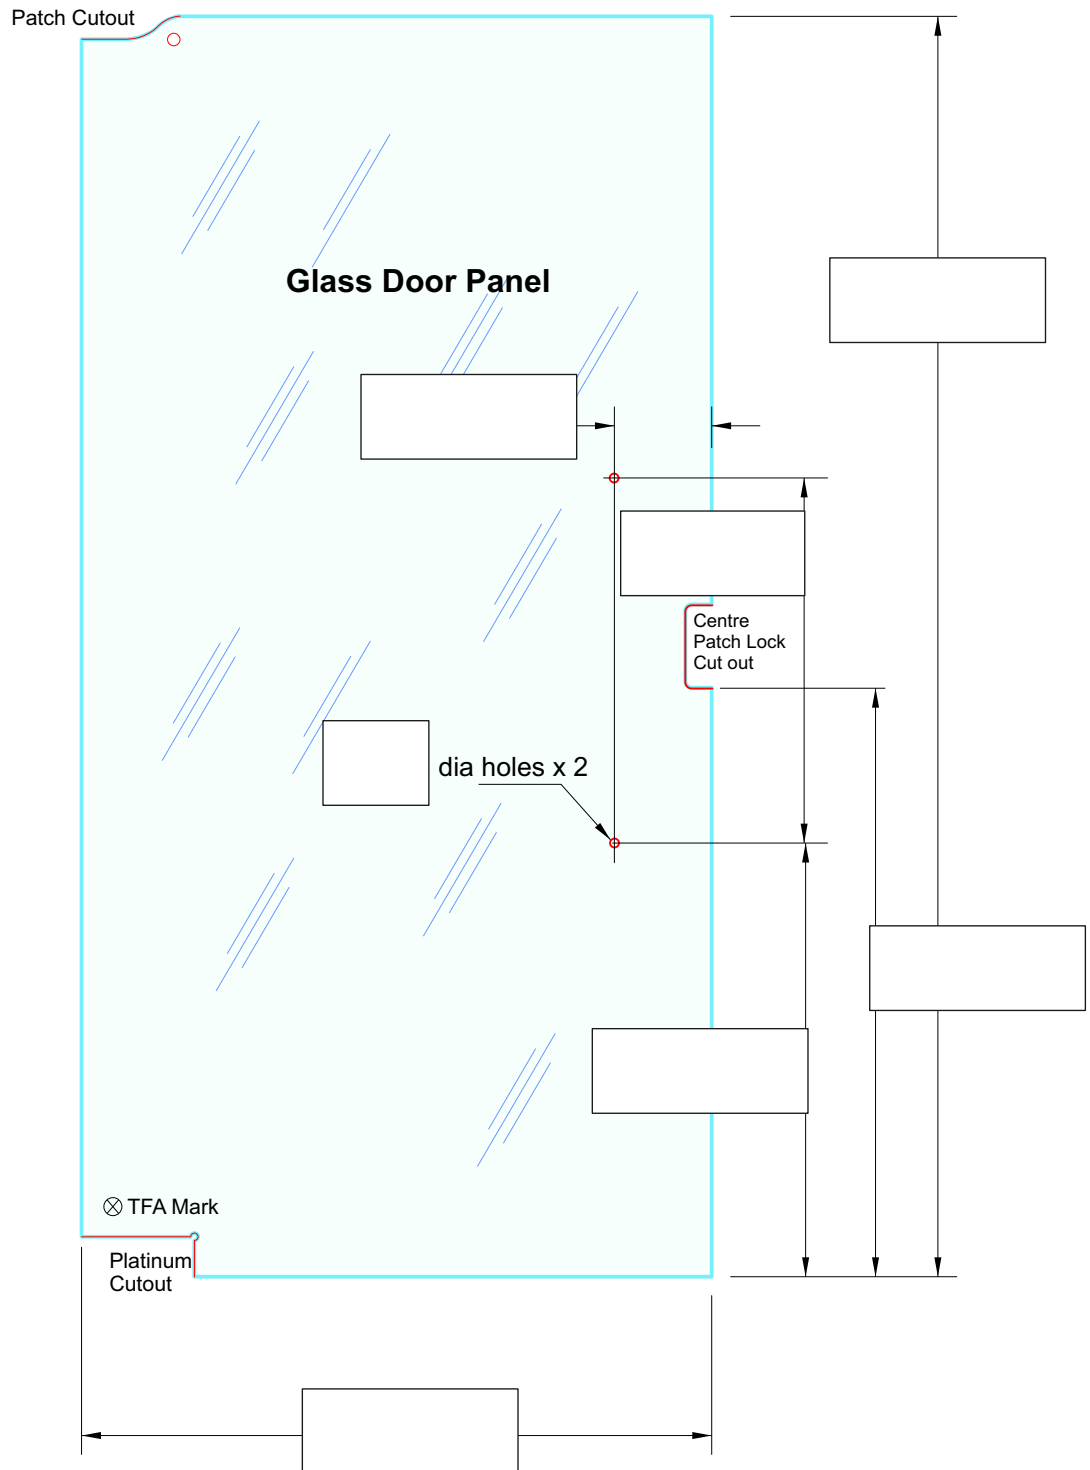 Patch Cutout
Glass Door Panel
Centre
Patch Lock
Cut out
dia holes x 2
TFA Mark
Platinum
Cutout